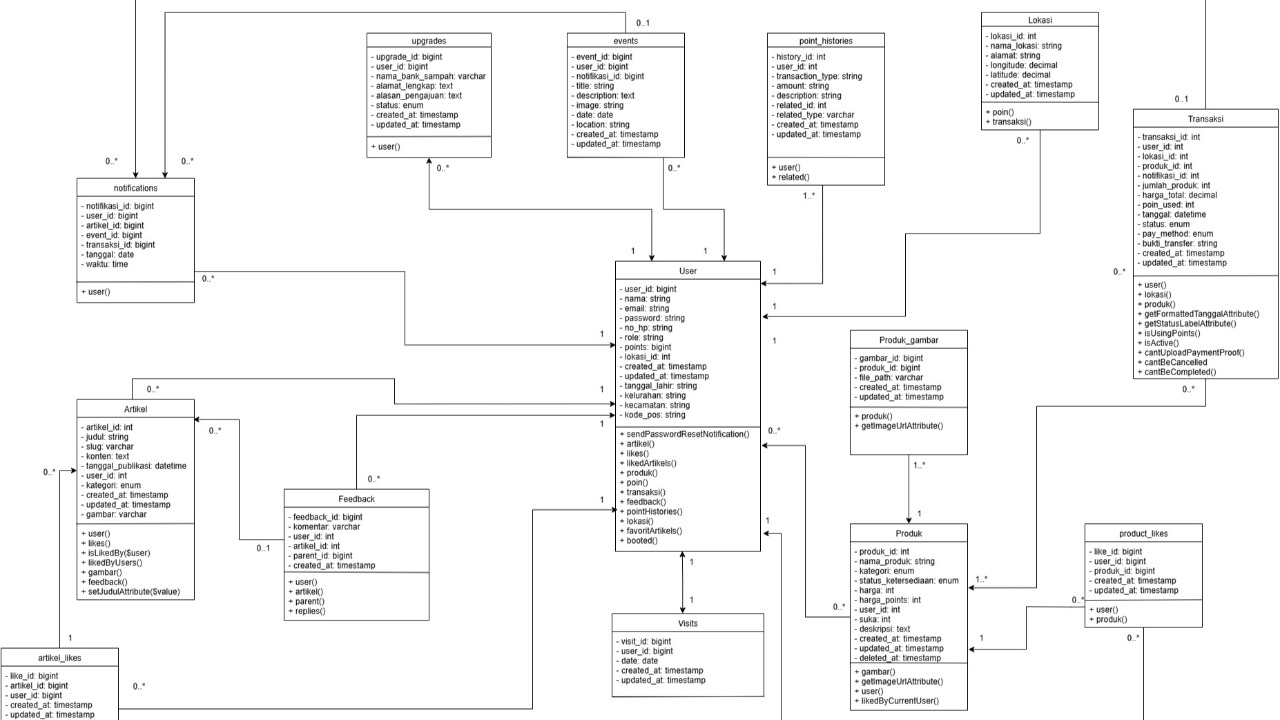 0..1
upgrades
- upgrade_id: bigint
- user_id: bigint
- nama_bank_sampah: varchar
- alamat_lengkap: text
- alasan_pengajuan: text
- status: enum
- created_at: timestamp
- updated_at: timestamp
+ user()
0..*
events
- event_id: bigint
- user_id: bigint
- notifikasi_id: bigint
- title: string
- description: text
- image: string
- date: date
- location: string
- created_at: timestamp
- updated_at: timestamp
0..*
point_histories
- history_id: int
- user_id: int
- transaction_type: string
- amount: string
- description: string
- related_id: int
- related_type: varchar
- created_at: timestamp
- updated_at: timestamp
+ user()
+ related()
1..*
Lokasi
- lokasi_id: int
- nama_lokasi: string
- alamat: string
- longitude: decimal
- latitude: decimal
- created_at: timestamp
- updated_at: timestamp
+ poin()
+ transaksi()
0..*
0..1
Transaksi
- transaksi_id: int
- user_id: int
- lokasi_id: int
- produk_id: int
- notifikasi_id: int
- jumlah_produk: int
- harga_total: decimal
- poin_used: int
- tanggal: datetime
- status: enum
- pay_method: enum
- bukti_transfer: string
- created_at: timestamp
- updated_at: timestamp
0..*
+ user()
+ lokasi()
+ produk()
+ getFormattedTanggalAttribute()
+ getStatusLabelAttribute()
+ isUsingPoints()
+ isActive()
+ cantUploadPaymentProof()
+ cantBeCancelled
+ cantBeCompleted()
0..*
0..*
0..*
notifications
- notifikasi_id: bigint
- user_id: bigint
- artikel_id: bigint
- event_id: bigint
- transaksi_id: bigint
- tanggal: date
- waktu: time
+ user()
0..*
1
1
User
- user_id: bigint
- nama: string
- email: string
- password: string
- no_hp: string
- role: string
- points: bigint
- lokasi_id: int
- created_at: timestamp
- updated_at: timestamp
- tanggal_lahir: string
- kelurahan: string
- kecamatan: string
- kode_pos: string
+ sendPasswordResetNotification()
+ artikel()
+ likes()
+ likedArtikels()
+ produk()
+ poin()
+ transaksi()
+ feedback()
+ pointHistories()
+ lokasi()
+ favoritArtikels()
+ booted()
1
1
1
1
1
1
1
0..*
1
Produk_gambar
- gambar_id: bigint
- produk_id: bigint
- file_path: varchar
- created_at: timestamp
- updated_at: timestamp
+ produk()
+ getImageUrlAttribute()
1..*
1
0..*
Artikel
- artikel_id: int
- judul: string
- slug: varchar
- konten: text
- tanggal_publikasi: datetime
- user_id: int
- kategori: enum
- created_at: timestamp
- updated_at: timestamp
- gambar: varchar
+ user()
+ likes()
+ isLikedBy($user)
+ likedByUsers()
+ gambar()
+ feedback()
+ setJudulAttribute($value)
0..*
0..*
0..1
0..*
Feedback
- feedback_id: bigint
- komentar: varchar
- user_id: int
- artikel_id: int
- parent_id: bigint
- created_at: timestamp
+ user()
+ artikel()
+ parent()
+ replies()
1
1
Visits
- visit_id: bigint
- user_id: bigint
- date: date
- created_at: timestamp
- updated_at: timestamp
Produk
- produk_id: int
- nama_produk: string
- kategori: enum
- status_ketersediaan: enum
- harga: int
- harga_points: int
- user_id: int
- suka: int
- deskripsi: text
- created_at: timestamp
- updated_at: timestamp
- deleted_at: timestamp
+ gambar()
+ getImageUrlAttribute()
+ user()
+ likedByCurrentUser()
0..*
1..*
1
product_likes
- like_id: bigint
- user_id: bigint
- produk_id: bigint
- created_at: timestamp
- updated_at: timestamp
+ user()
+ produk()
0..*
0..*
1
artikel_likes
- like_id: bigint
- artikel_id: bigint
- user_id: bigint
- created_at: timestamp
- updated_at: timestamp
0..*